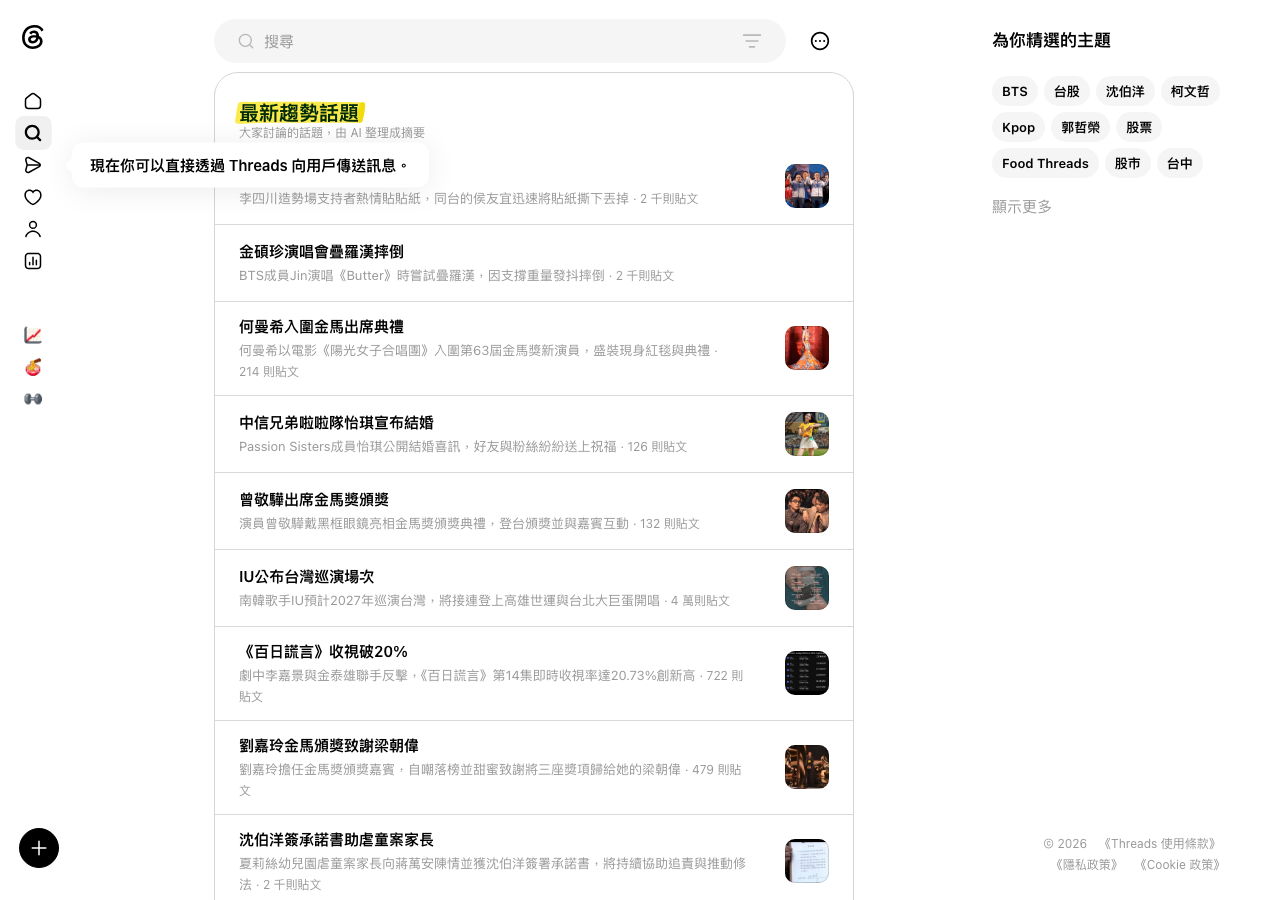 搜尋
最新趨勢話題
大家討論的話題，由 AI 整理成摘要
現在你可以直接透過 Threads 向用戶傳送訊息。
李四川造勢場支持者熱情貼貼紙，同台的侯友宜迅速將貼紙撕下丟掉 · 2 千則貼文
金碩珍演唱會疊羅漢摔倒
BTS成員Jin演唱《Butter》時嘗試疊羅漢，因支撐重量發抖摔倒 · 2 千則貼文
何曼希入圍金馬出席典禮
何曼希以電影《陽光女子合唱團》入圍第63屆金馬獎新演員，盛裝現身紅毯與典禮 ·
214 則貼文
中信兄弟啦啦隊怡琪宣布結婚
Passion Sisters成員怡琪公開結婚喜訊，好友與粉絲紛紛送上祝福 · 126 則貼文
曾敬驊出席金馬獎頒獎
演員曾敬驊戴黑框眼鏡亮相金馬獎頒獎典禮，登台頒獎並與嘉賓互動 · 132 則貼文
IU公布台灣巡演場次
南韓歌手IU預計2027年巡演台灣，將接連登上高雄世運與台北大巨蛋開唱 · 4 萬則貼文
《百日謊言》收視破20%
劇中李嘉景與金泰雄聯手反擊，《百日謊言》第14集即時收視率達20.73%創新高 · 722 則
貼文
劉嘉玲金馬頒獎致謝梁朝偉
劉嘉玲擔任金馬獎頒獎嘉賓，自嘲落榜並甜蜜致謝將三座獎項歸給她的梁朝偉 · 479 則貼
文
沈伯洋簽承諾書助虐童案家長
夏莉絲幼兒園虐童案家長向蔣萬安陳情並獲沈伯洋簽署承諾書，將持續協助追責與推動修
法 · 2 千則貼文
為你精選的主題
BTS 台股 沈伯洋 柯文哲
Kpop 郭哲榮 股票
Food Threads 股市 台中
顯示更多
© 2026 《Threads 使用條款》
《隱私政策》 《Cookie 政策》